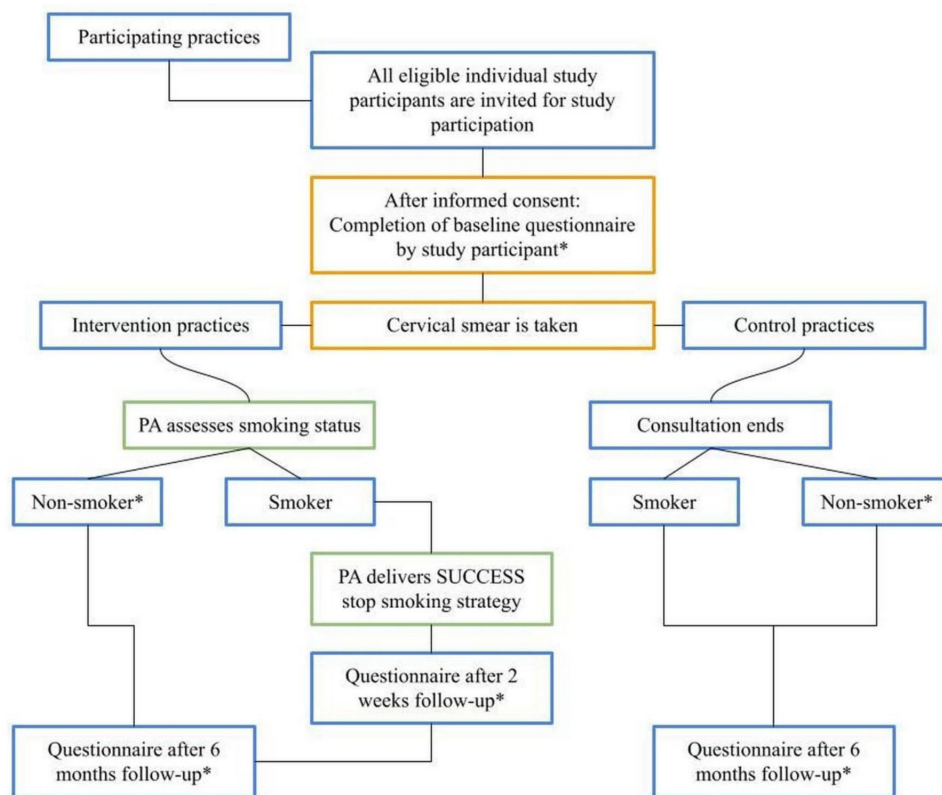 Participating practices
All eligible individual study
participants are invited for study
participation
After informed consent:
Completion of baseline questionnaire
by study participant*
Intervention practices
Cervical smear is taken
Control practices
PA assesses smoking status
Consultation ends
Non-smoker*
Smoker
Smoker
Non-smoker*
PA delivers SUCCESS
stop smoking strategy
Questionnaire after 2
weeks follow-up*
Questionnaire after 6
months follow-up*
Questionnaire after 6
months follow-up*